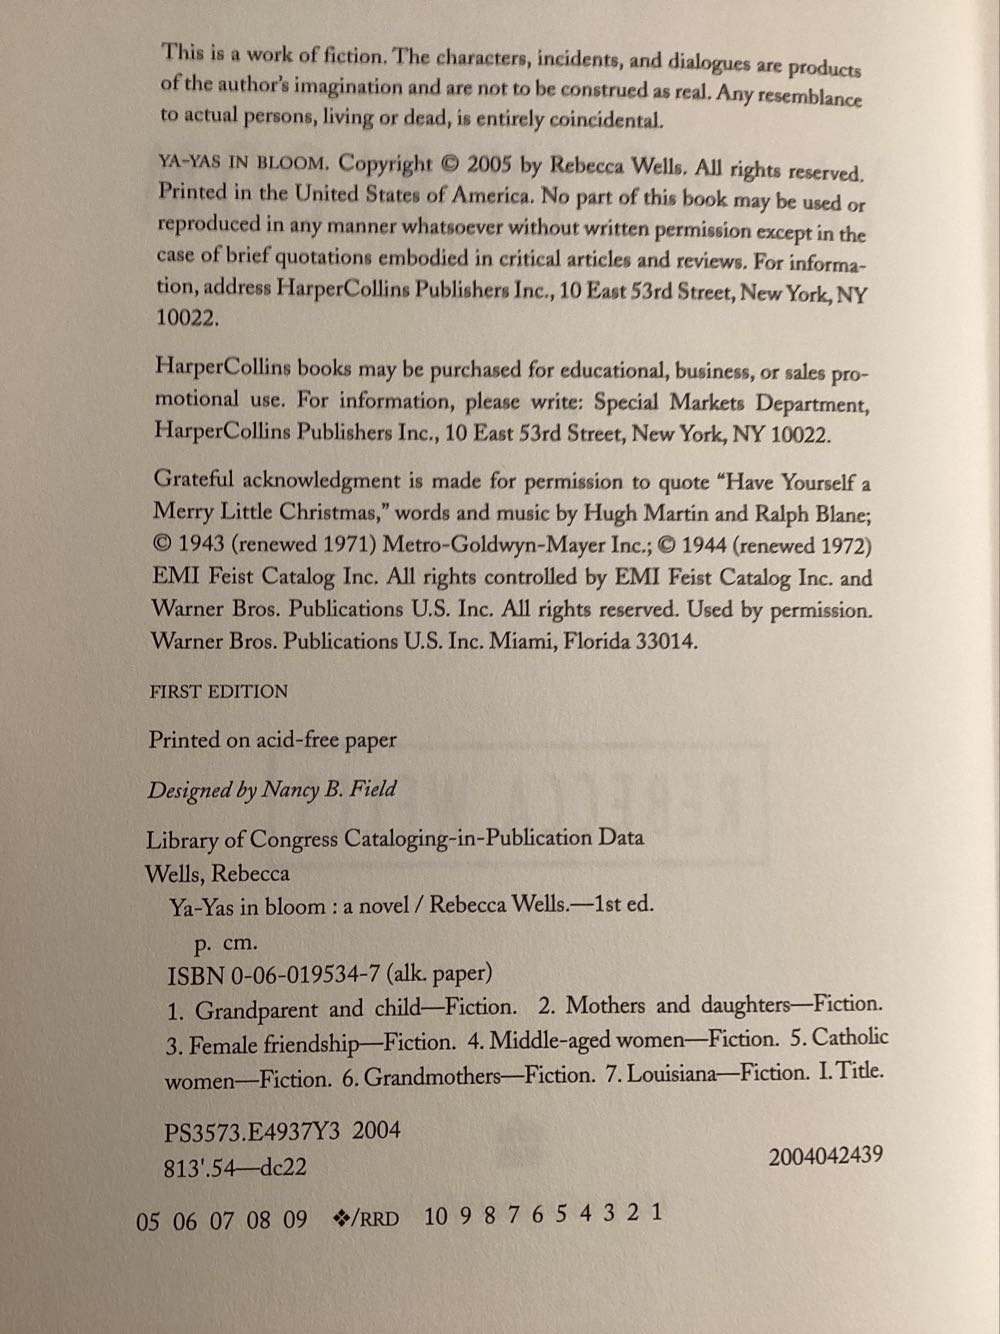 This is a work of fiction. The characters, incidents, and dialogues are products
of the author's imagination and are not to be construed as real. Any resemblance
to actual persons, living or dead, is entirely coincidental.
YA-YAS IN BLOOM. Copyright © 2005 by Rebecca Wells. All rights reserved.
Printed in the United States of America. No part of this book may be used or
reproduced in any manner whatsoever without written permission except in the
case of brief quotations embodied in critical articles and reviews. For informa-
tion, address HarperCollins Publishers Inc., 10 East 53rd Street, New York, NY
10022.
HarperCollins books may be purchased for educational, business, or sales pro-
motional use. For information, please write: Special Markets Department,
HarperCollins Publishers Inc., 10 East 53rd Street, New York, NY 10022.
Grateful acknowledgment is made for permission to quote “Have Yourself a
Merry Little Christmas,” words and music by Hugh Martin and Ralph Blane;
© 1943 (renewed 1971) Metro-Goldwyn-Mayer Inc.; © 1944 (renewed 1972)
EMI Feist Catalog Inc. All rights controlled by EMI Feist Catalog Inc. and
Warner Bros. Publications U.S. Inc. All rights reserved. Used by permission.
Warner Bros. Publications U.S. Inc. Miami, Florida 33014.
FIRST EDITION
Printed on acid-free paper
Designed by Nancy B. Field
Library of Congress Cataloging-in-Publication Data
Wells, Rebecca
Ya-Yas in bloom : a novel / Rebecca Wells.—1st ed.
p. cm.
ISBN 0-06-019534-7 (alk. paper)
1. Grandparent and child—Fiction. 2. Mothers and daughters—Fiction.
3. Female friendship—Fiction. 4. Middle-aged women—Fiction. 5. Catholic
women—Fiction. 6. Grandmothers—Fiction. 7. Louisiana—Fiction. I. Title.
PS3573.E4937Y3 2004
813'.54—dc22
2004042439
05 06 07 08 09 ❖/RRD 10 9 8 7 6 5 4 3 2 1